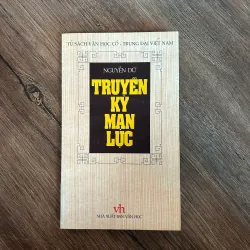 TỦ SÁCH VĂN HỌC CỔ - TRUNG ĐẠI VIỆT NAM
NGUYỄN DỮ
TRUYỀN
KỲ
MẠN
LỤC
vh
NHÀ XUẤT BẢN VĂN HỌC